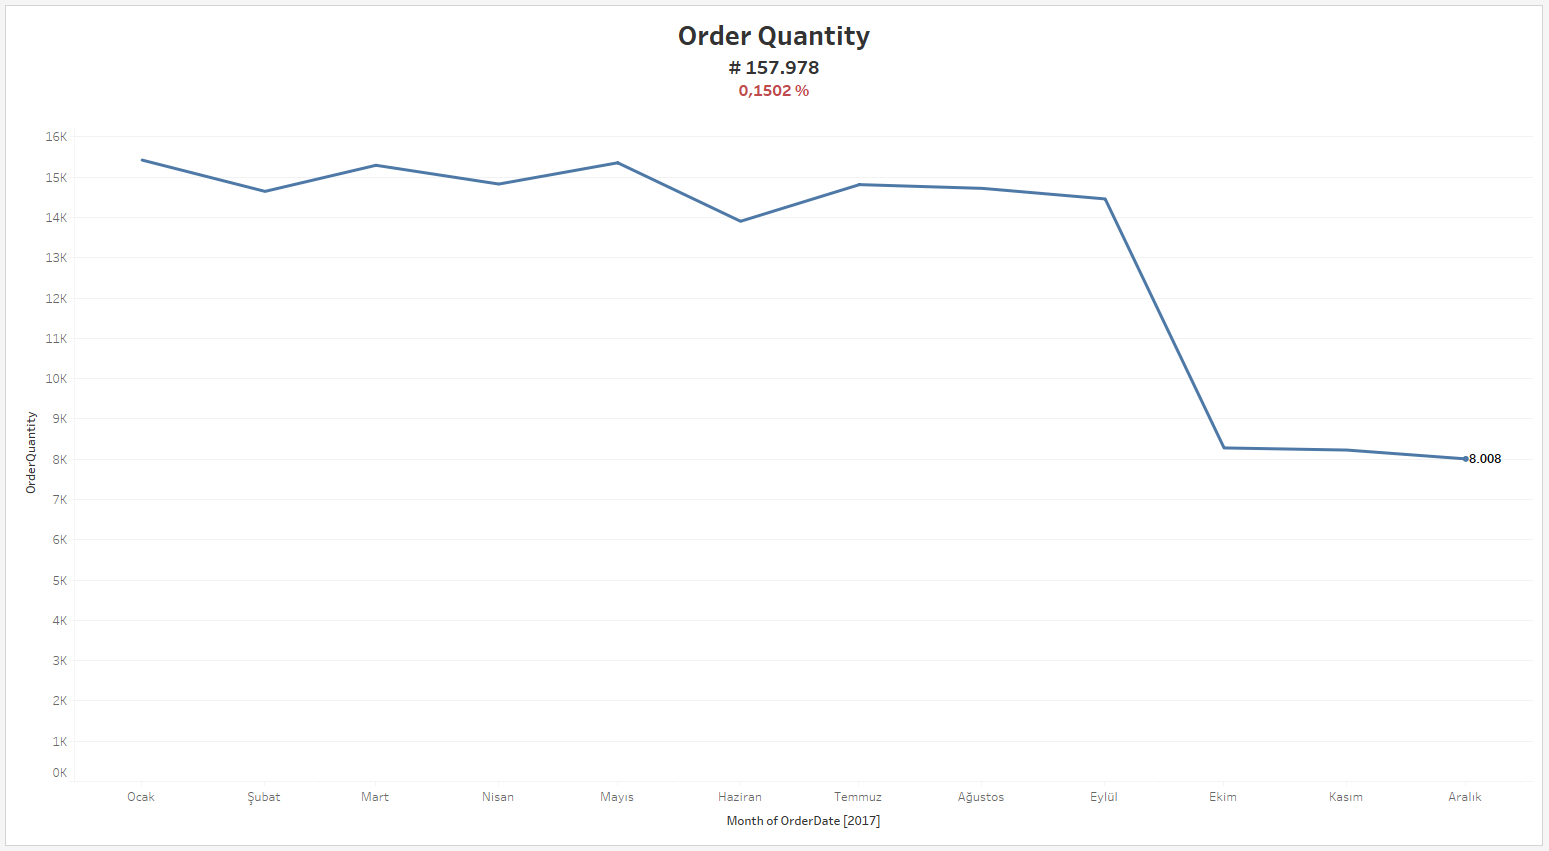 Order Quantity
# 157.978
0,1502 %
16K
15K
14K
13K
12K
11K
10K
9K
8K
7K
6K
5K
4K
3K
2K
1K
0K
OrderQuantity
8.008
Ocak Şubat Mart Nisan Mayıs Haziran Temmuz Ağustos Eylül Ekim Kasım Aralık
Month of OrderDate [2017]